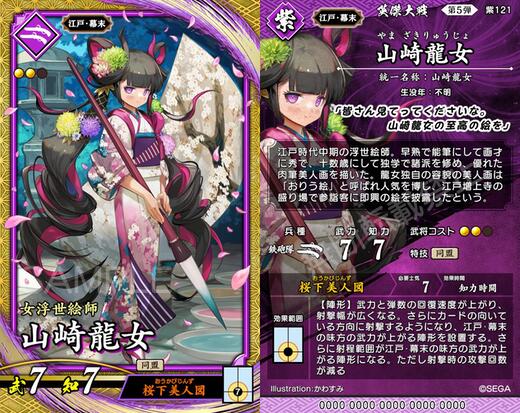 紫
江戸・幕末
SAMPLE
女浮世絵師
山崎龍女
同盟
武7 知7
おうかびじんず
桜下美人図
7
紫
江戸・幕末
英傑大戦
第5弾
紫121
やまざきりゅうじょ
山崎龍女
統一名称：山崎龍女
生没年：不明
「皆さん見てってくださいな。
山崎龍女の至高の絵を」
江戸時代中期の浮世絵師。早熟で能筆にして画才
に秀で、十数歳にして独学で諸派を修め、優れた
肉筆美人画を描いた。龍女独自の容貌の美人画は
「おりう絵」と呼ばれ人気を博し、江戸増上寺の
盛り場で参詣客に即興の絵を披露したという。
兵種 武力 知力 武将コスト
鉄砲隊 7 7 特技 同盟
おうかびじんず 必要士気 効果時間
桜下美人図 7 知力時間
効果範囲
【陣形】武力と弾数の回復速度が上がり、
射撃幅が広くなる。さらにカードの向いて
いる方向に射撃するようになり、江戸・幕末
の味方の武力が上がる陣形を設置する。さ
らに射程範囲が江戸・幕末の味方の武力が上
がる陣形になる。ただし射撃時の攻撃回数
が減る
Illustration:かわすみ
©SEGA
0000 0000 0000 0000 0000